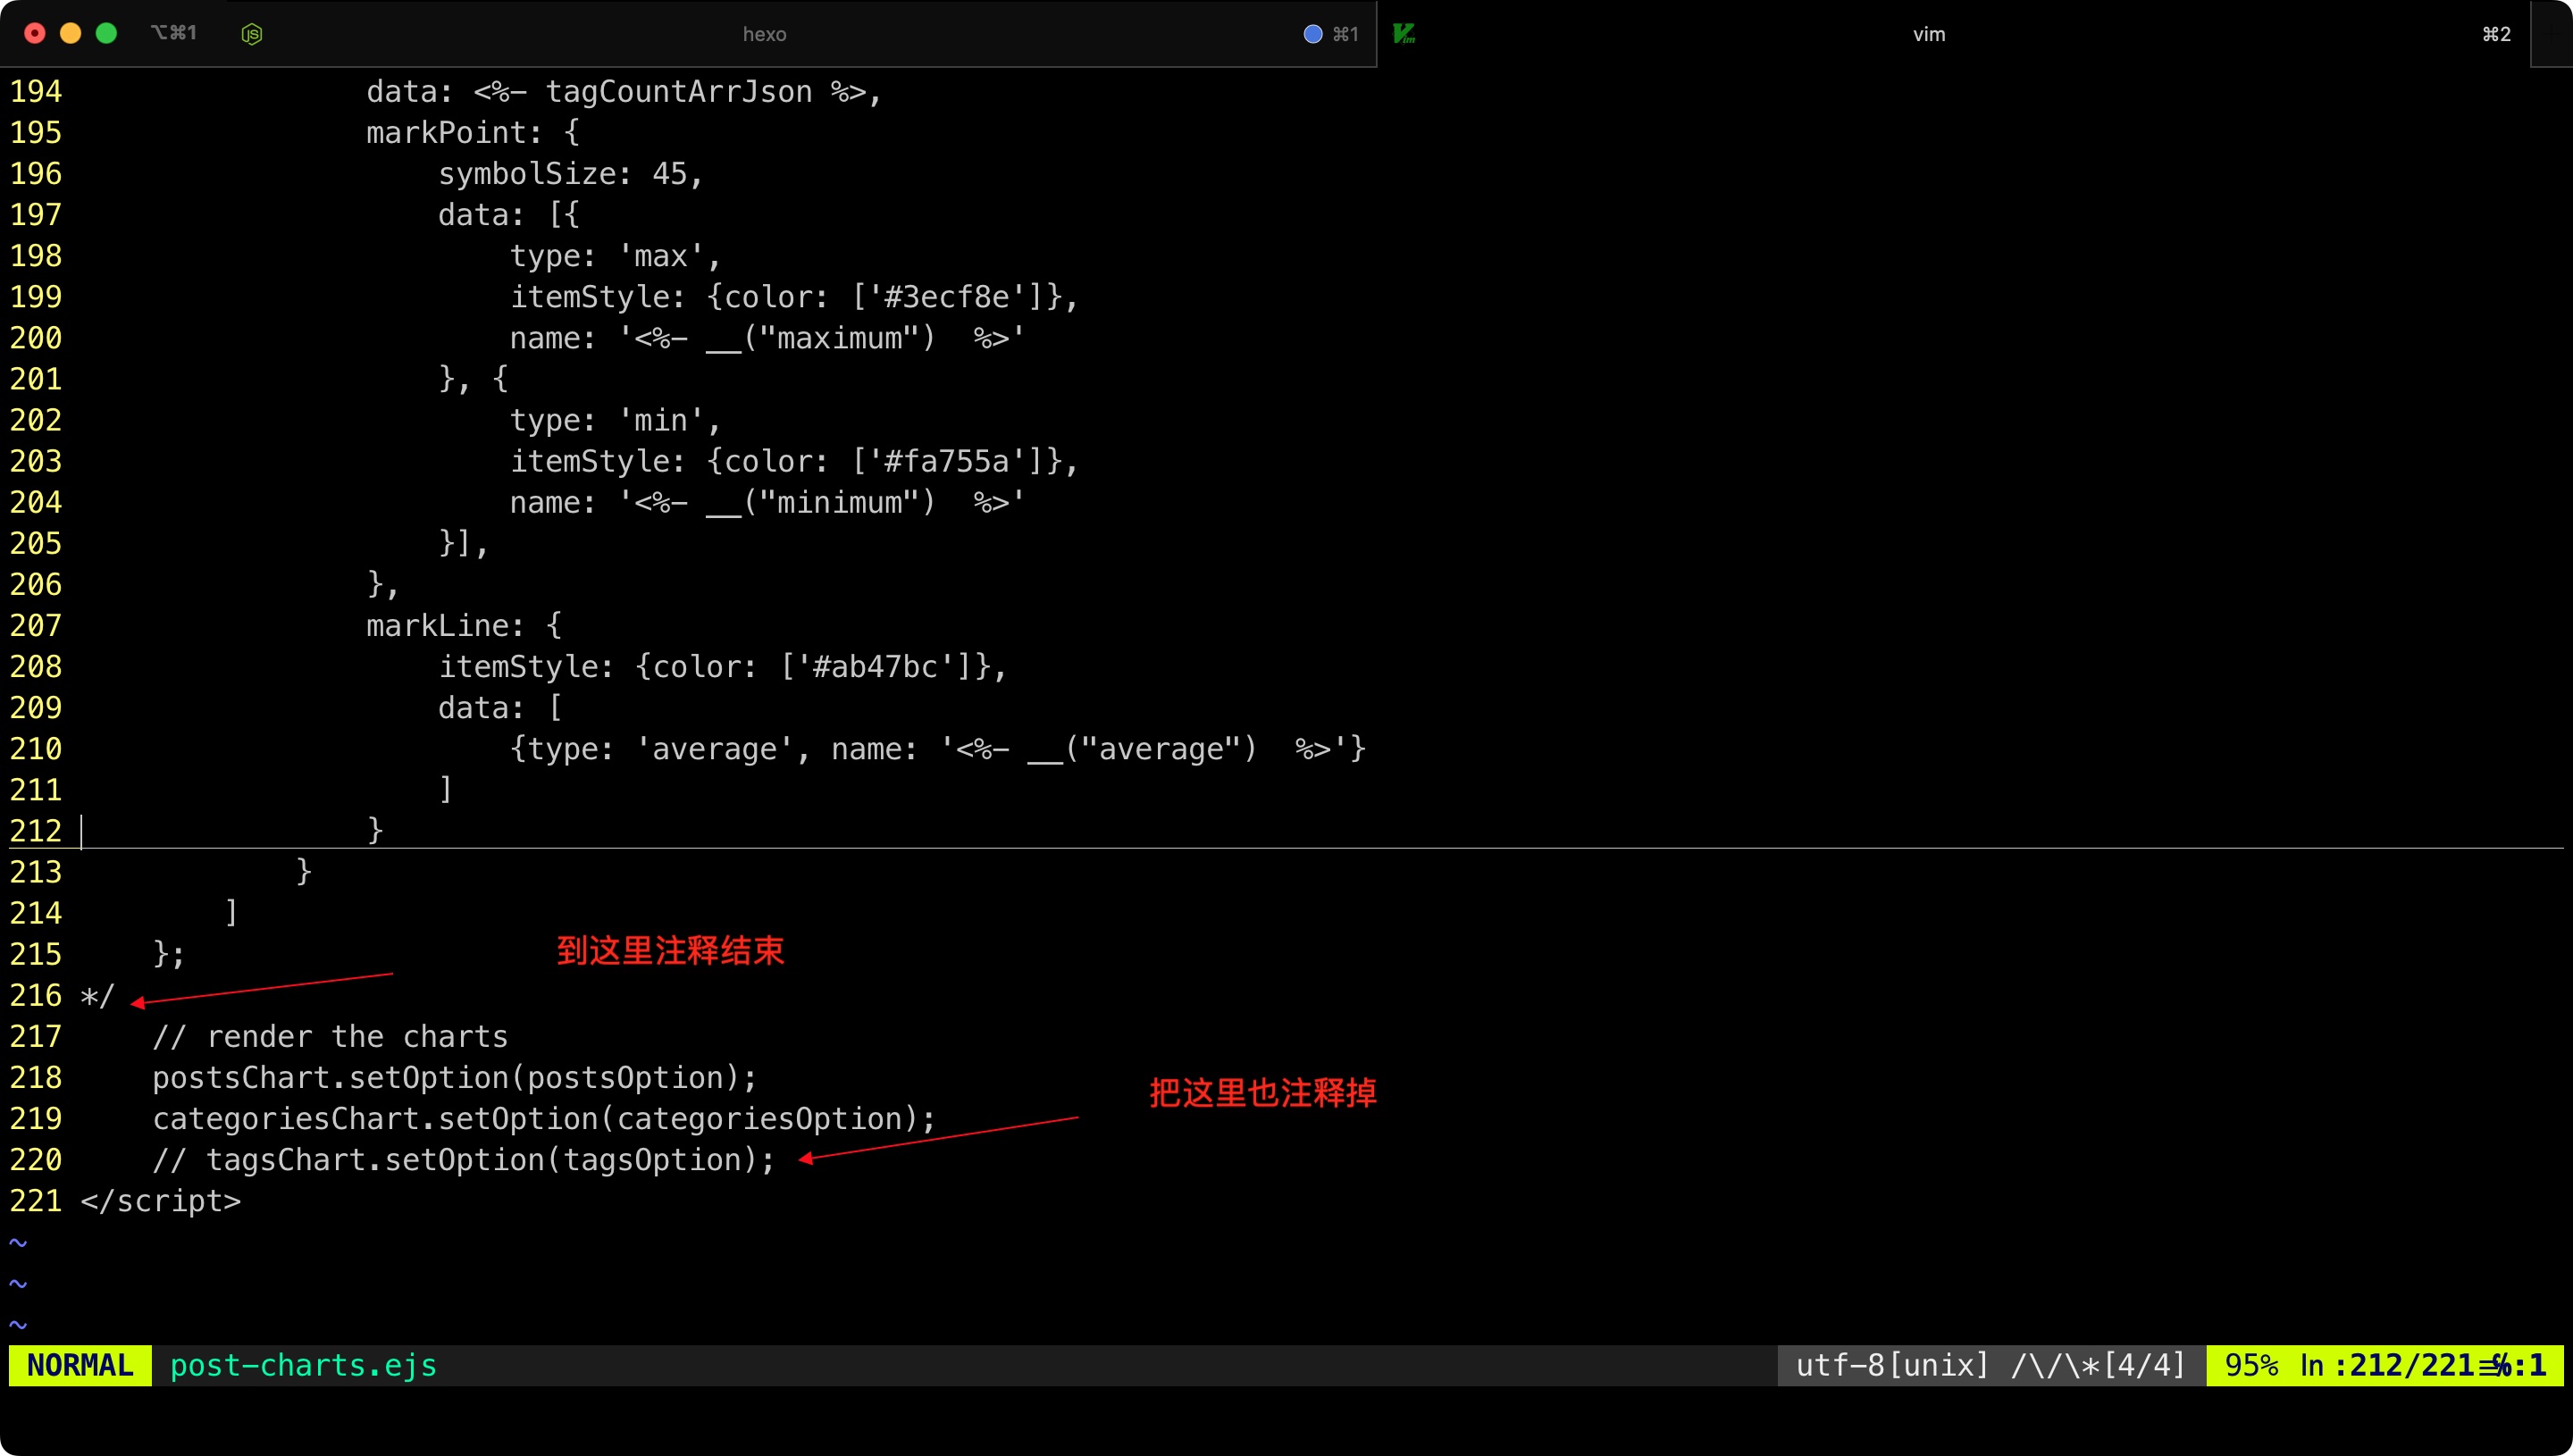 ⌥⌘1 hexo ⌘1 vim ⌘2
194 data: <%- tagCountArrJson %>,
195 markPoint: {
196 symbolSize: 45,
197 data: [{
198 type: 'max',
199 itemStyle: {color: ['#3ecf8e']},
200 name: '<%- __("maximum")  %>'
201 }, {
202 type: 'min',
203 itemStyle: {color: ['#fa755a']},
204 name: '<%- __("minimum")  %>'
205 }],
206 },
207 markLine: {
208 itemStyle: {color: ['#ab47bc']},
209 data: [
210 {type: 'average', name: '<%- __("average")  %>'}
211 ]
212 }
213 }
214 ]
215 };
到这里注释结束
216 */
217 // render the charts
218 postsChart.setOption(postsOption);
把这里也注释掉
219 categoriesChart.setOption(categoriesOption);
220 // tagsChart.setOption(tagsOption);
221 </script>
~
~
~
NORMAL post-charts.ejs utf-8[unix] /\/\*[4/4] 95% ln :212/221≡℅:1